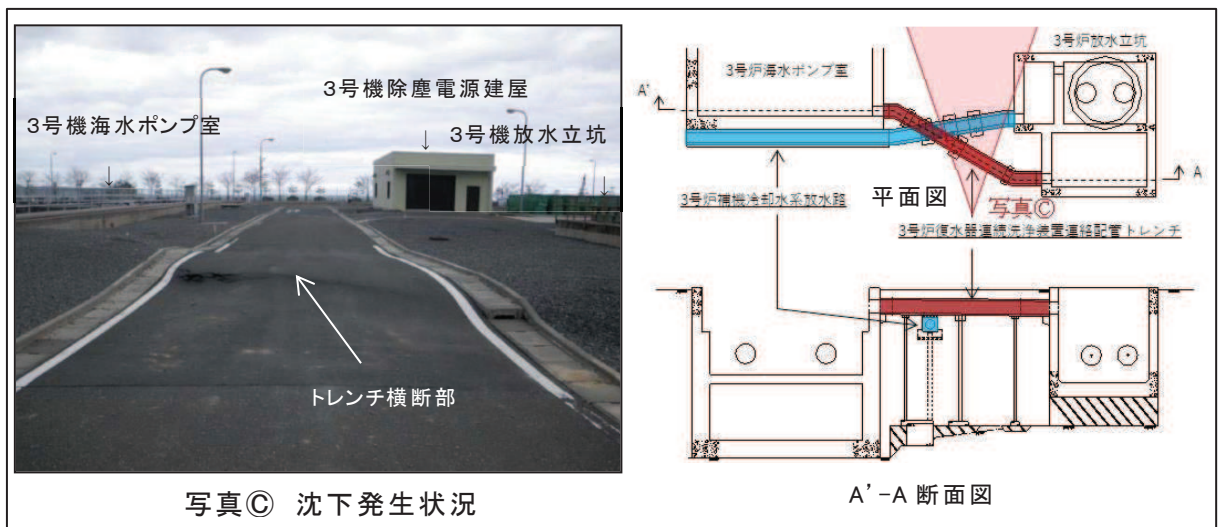 3号機除塵電源建屋
3号機海水ポンプ室
3号機放水立坑
トレンチ横断部
写真Ⓒ 沈下発生状況
3号炉放水立坑
3号炉海水ポンプ室
A'
A
3号炉補機冷却水系放水路
平面図
写真Ⓒ
3号炉復水器連続洗浄装置連絡配管トレンチ
A'-A 断面図